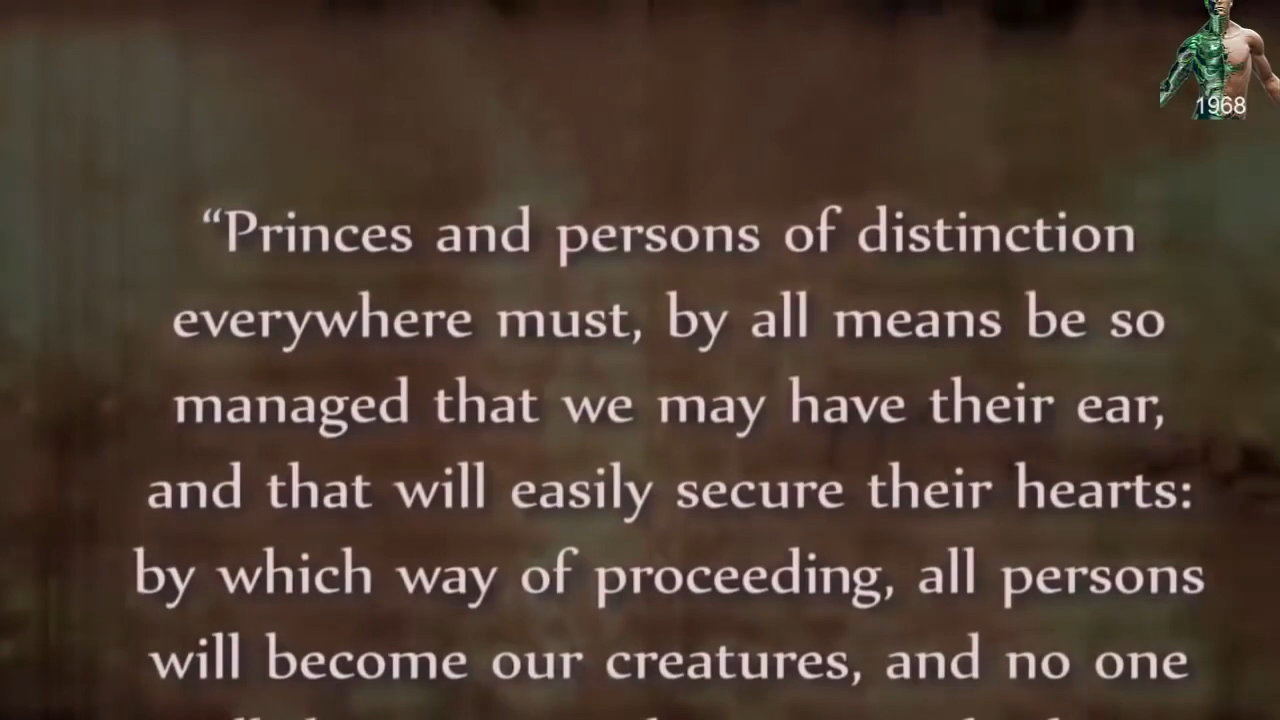 1968
“Princes and persons of distinction
everywhere must, by all means be so
managed that we may have their ear,
and that will easily secure their hearts:
by which way of proceeding, all persons
will become our creatures, and no one